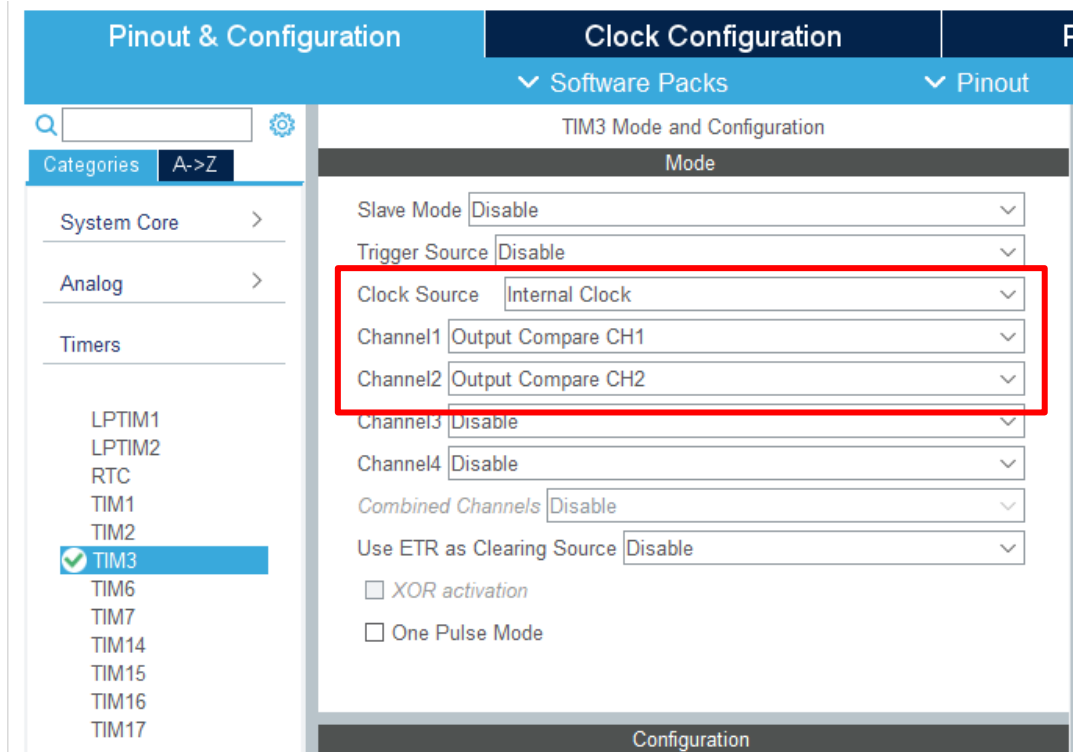 Pinout & Configuration
Clock Configuration
Software Packs
Pinout
TIM3 Mode and Configuration
Categories
A->Z
Mode
System Core
Analog
Timers
LPTIM1
LPTIM2
RTC
TIM1
TIM2
TIM3
TIM6
TIM7
TIM14
TIM15
TIM16
TIM17
Slave Mode Disable
Trigger Source Disable
Clock Source Internal Clock
Channel1 Output Compare CH1
Channel2 Output Compare CH2
Channel3 Disable
Channel4 Disable
Combined Channels Disable
Use ETR as Clearing Source Disable
XOR activation
One Pulse Mode
Configuration